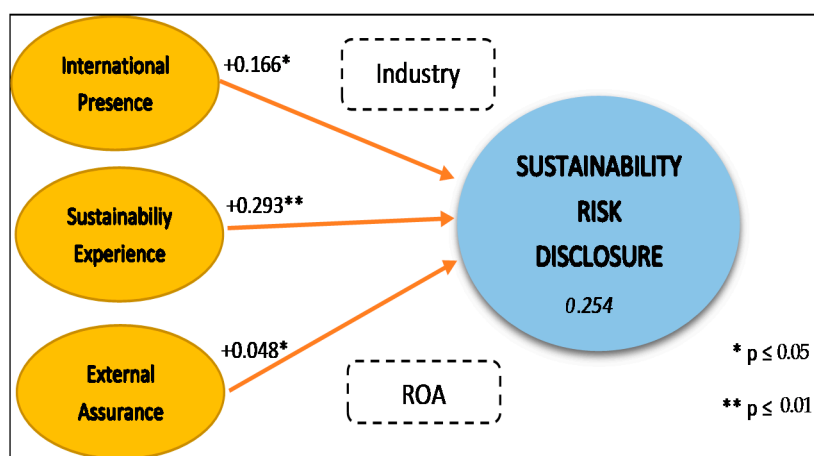 International
Presence
+0.166*
Industry
Sustainabiliy
Experience
+0.293**
SUSTAINABILITY
RISK
DISCLOSURE
0.254
External
Assurance
+0.048*
ROA
* p ≤ 0.05
** p ≤ 0.01